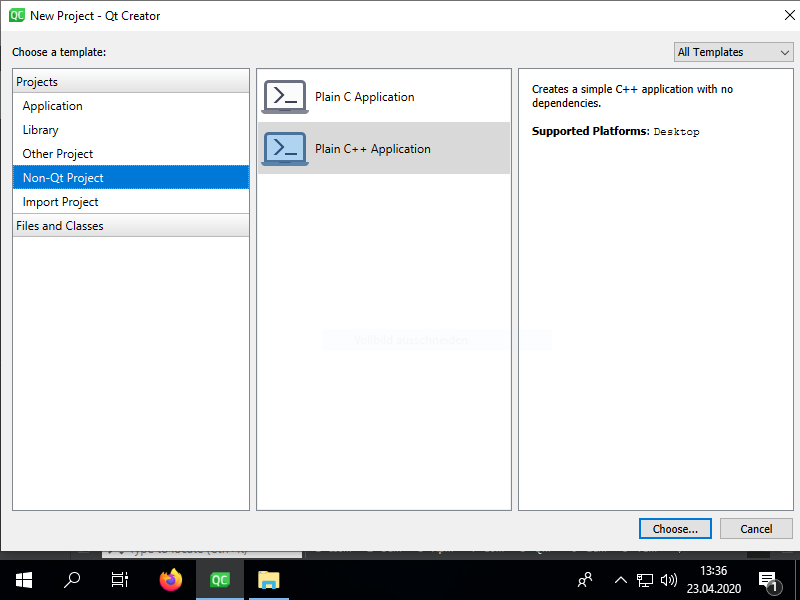 New Project - Qt Creator
Choose a template:
All Templates
Projects
Application
Library
Other Project
Non-Qt Project
Import Project
Files and Classes
Plain C Application
Plain C++ Application
Creates a simple C++ application with no
dependencies.
Supported Platforms: Desktop
Vollbild ausschneiden
Choose...
Cancel
Type to locate (Ctrl+K)
QC
13:36
23.04.2020
1